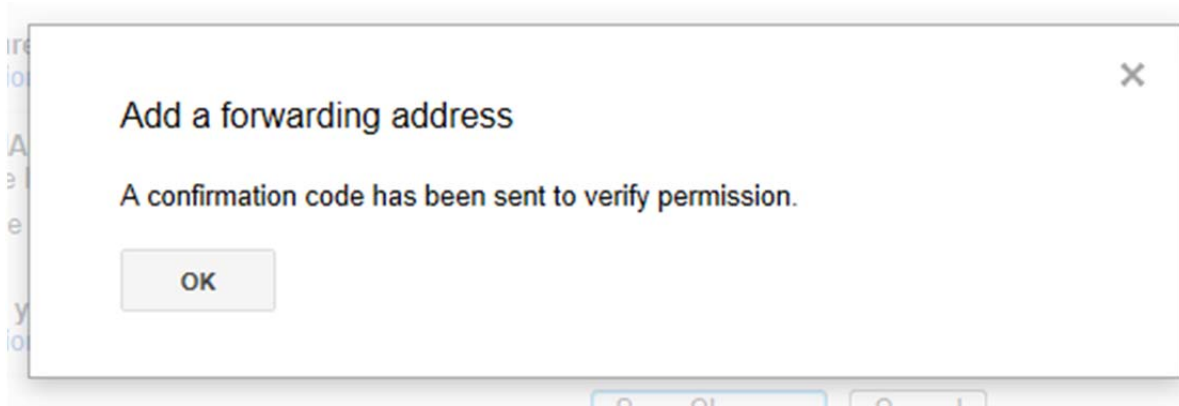 Add a forwarding address
A confirmation code has been sent to verify permission.
OK